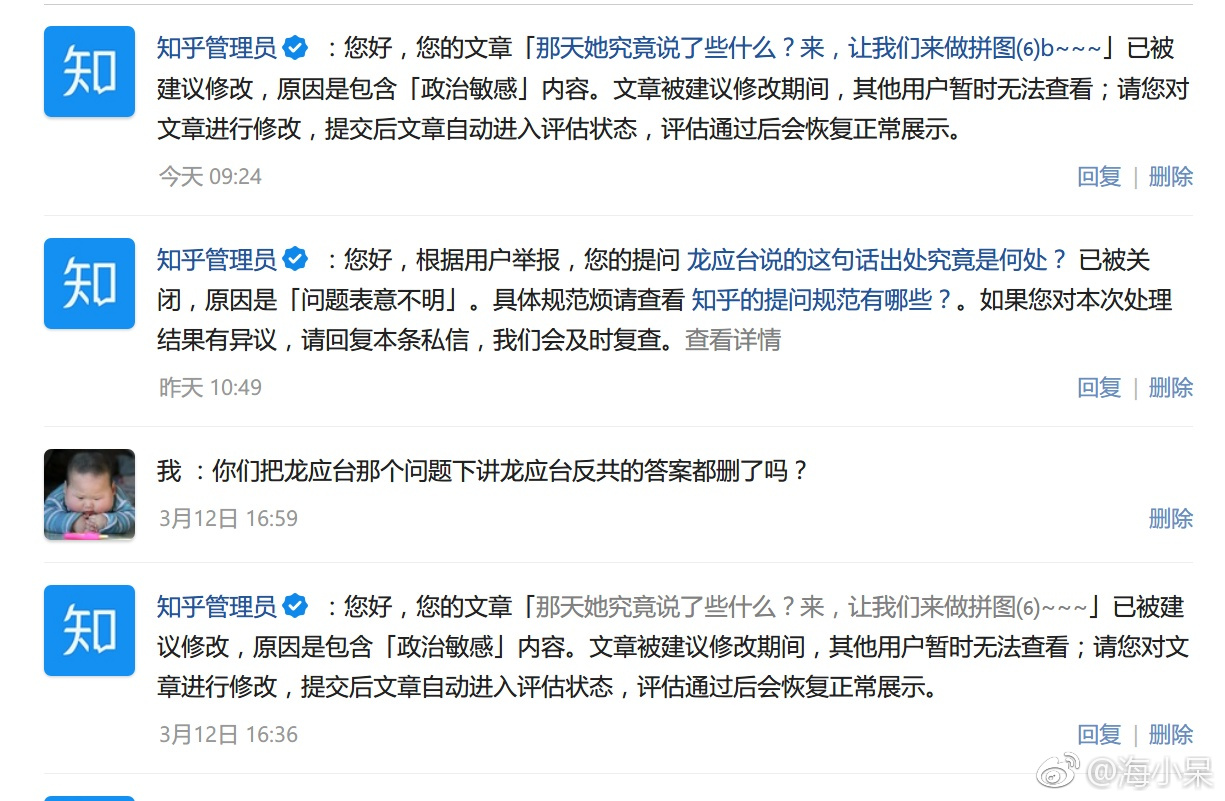 知
知乎管理员 ：您好，您的文章「那天她究竟说了些什么？来，让我们来做拼图(6)b~~~」已被
建议修改，原因是包含「政治敏感」内容。文章被建议修改期间，其他用户暂时无法查看；请您对
文章进行修改，提交后文章自动进入评估状态，评估通过后会恢复正常展示。
今天 09:24
回复 | 删除
知
知乎管理员 ：您好，根据用户举报，您的提问 龙应台说的这句话出处究竟是何处？ 已被关
闭，原因是「问题表意不明」。具体规范烦请查看 知乎的提问规范有哪些？。如果您对本次处理
结果有异议，请回复本条私信，我们会及时复查。查看详情
昨天 10:49
回复 | 删除
我 ：你们把龙应台那个问题下讲龙应台反共的答案都删了吗？
3月12日 16:59
删除
知
知乎管理员 ：您好，您的文章「那天她究竟说了些什么？来，让我们来做拼图(6)~~~」已被建
议修改，原因是包含「政治敏感」内容。文章被建议修改期间，其他用户暂时无法查看；请您对文
章进行修改，提交后文章自动进入评估状态，评估通过后会恢复正常展示。
3月12日 16:36
回复 | 删除
@海小呆